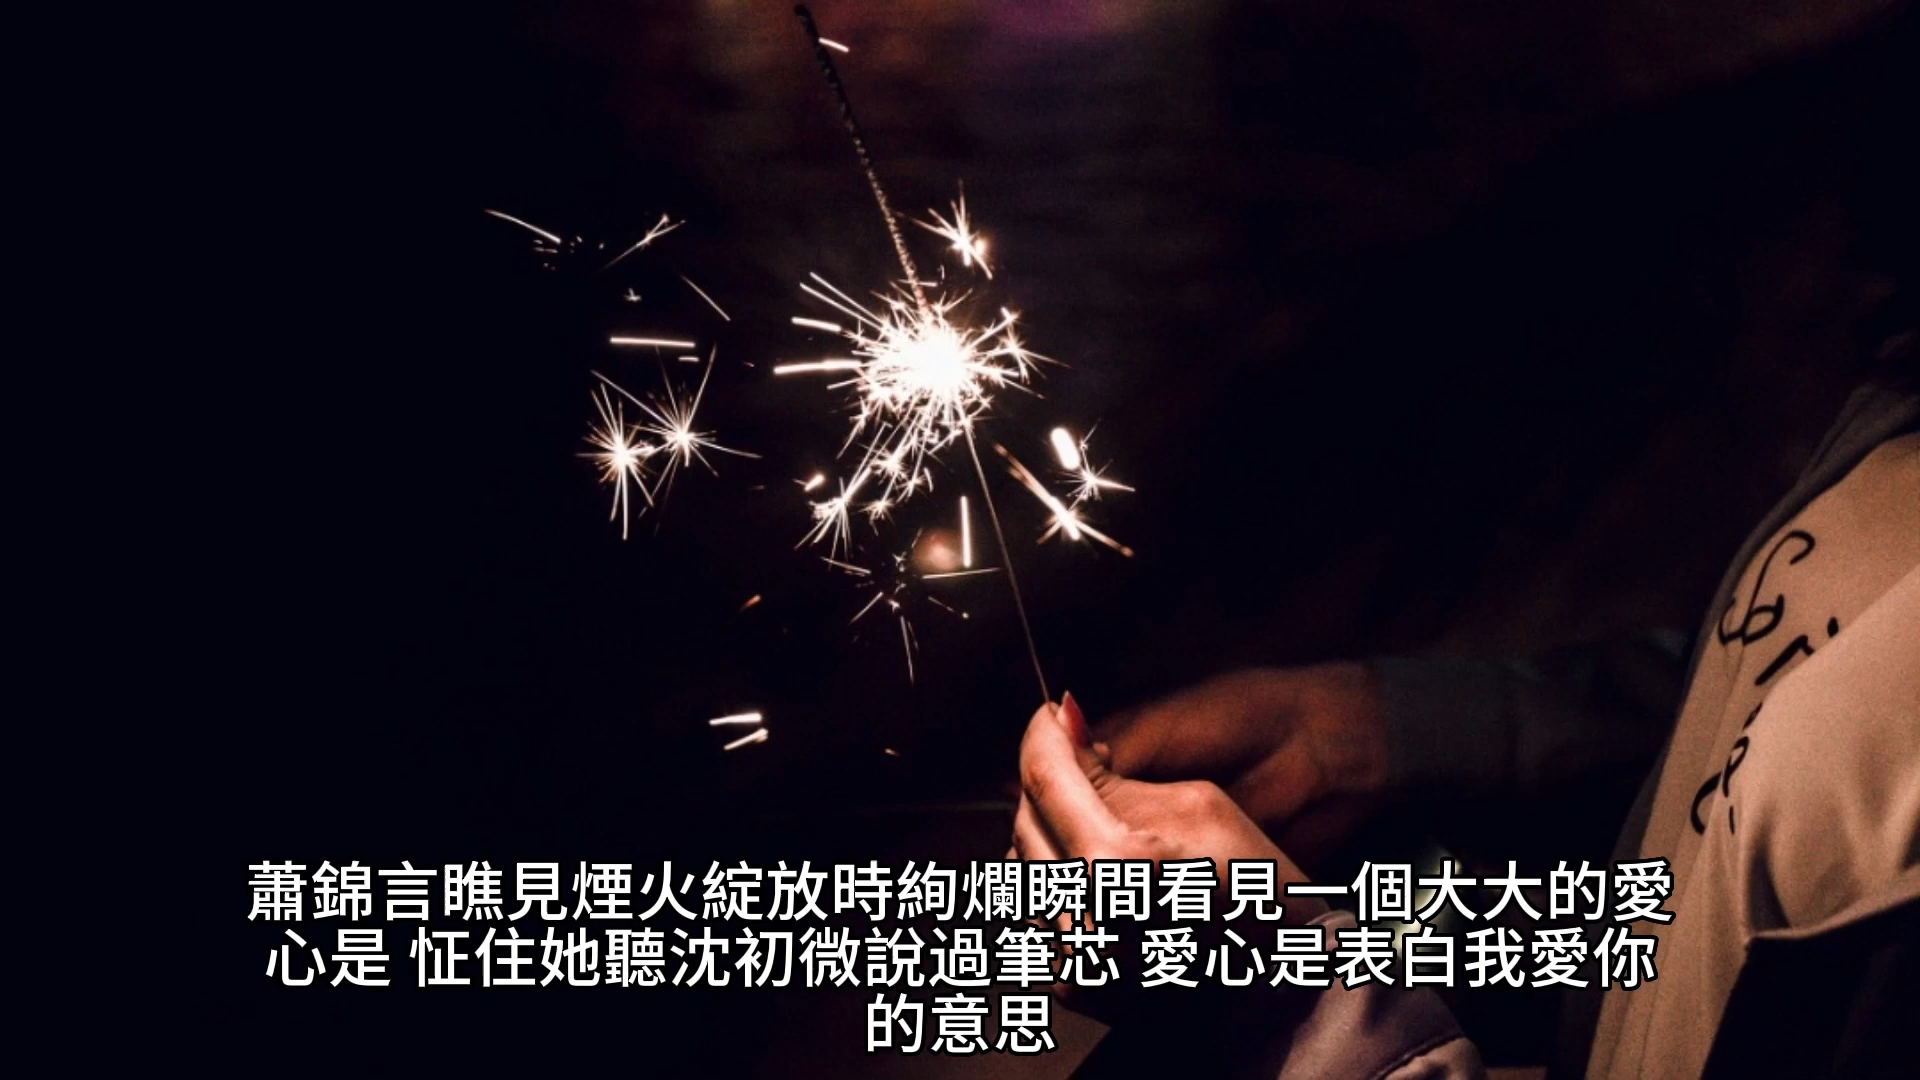 蕭錦言瞧見煙火綻放時絢爛瞬間看見一個大大的愛
心是 怔住她聽沈初微說過筆芯 愛心是表白我愛你
的意思